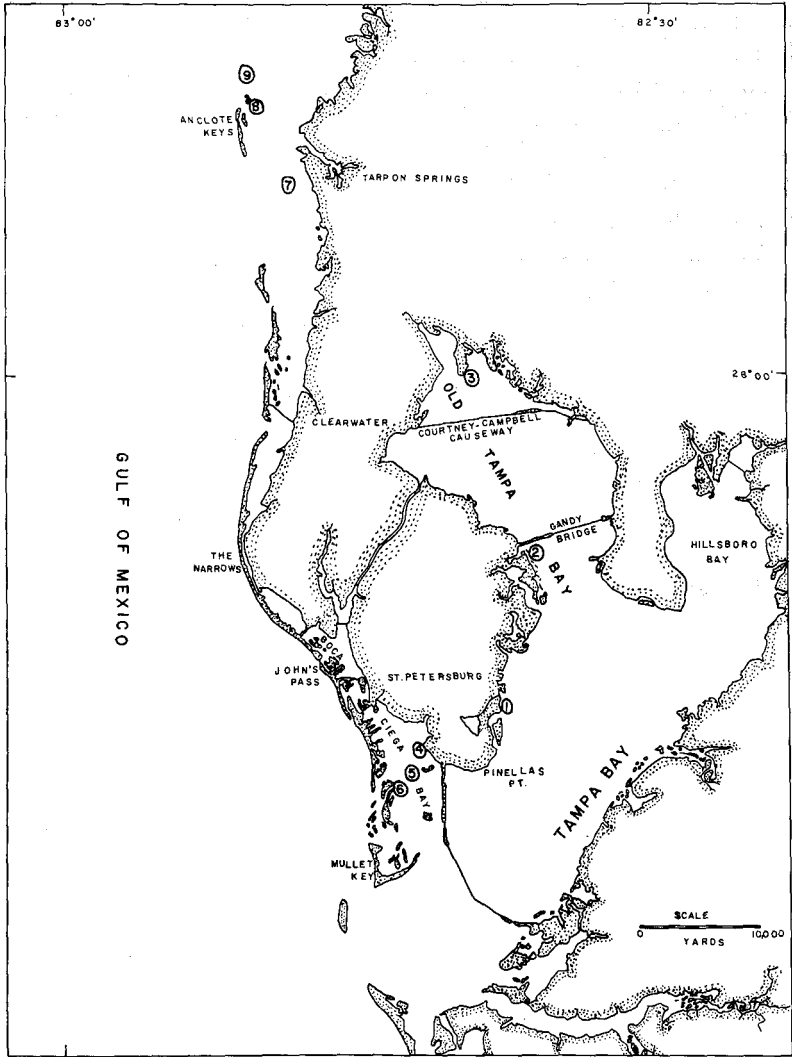 83°00'
82°30'
9
8
ANCLOTE
KEYS
7
TARPON SPRINGS
28°00'
3
OLD
CLEARWATER
COURTNEY-CAMPBELL
CAUSEWAY
TAMPA
GULF OF MEXICO
GANDY
BRIDGE
2
BAY
HILLSBORO
BAY
THE
NARROWS
BOCA
JOHN'S
PASS
ST. PETERSBURG
1
CIEGA
4
5
PINELLAS
PT.
6
BAY
TAMPA BAY
MULLET
KEY
SCALE
0 10,000
YARDS